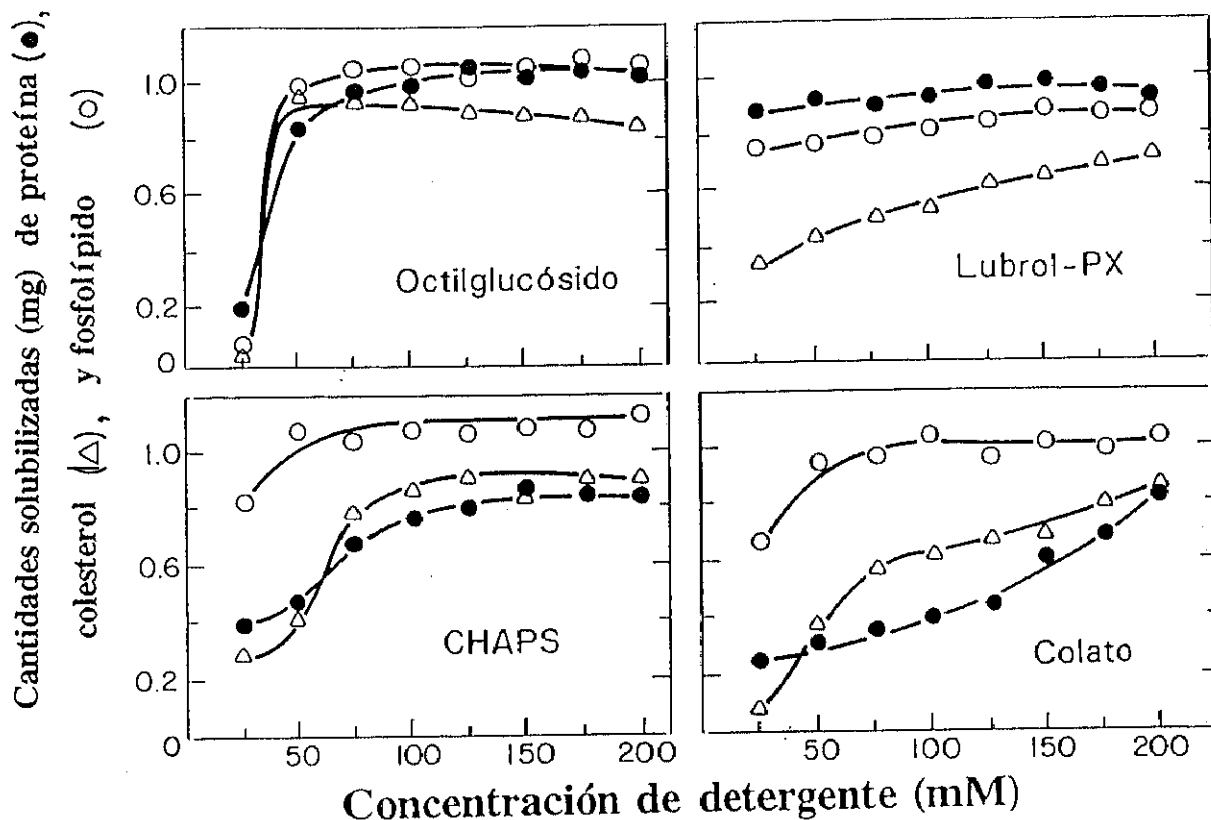 Cantidades solubilizadas (mg) de proteína (●),
colesterol (△), y fosfolípido (○)
1.0
0.6
0.2
0
Octilglucósido
Lubrol-PX
1.0
0.6
0.2
0
CHAPS
Colato
50 100 150 200
50 100 150 200
Concentración de detergente (mM)